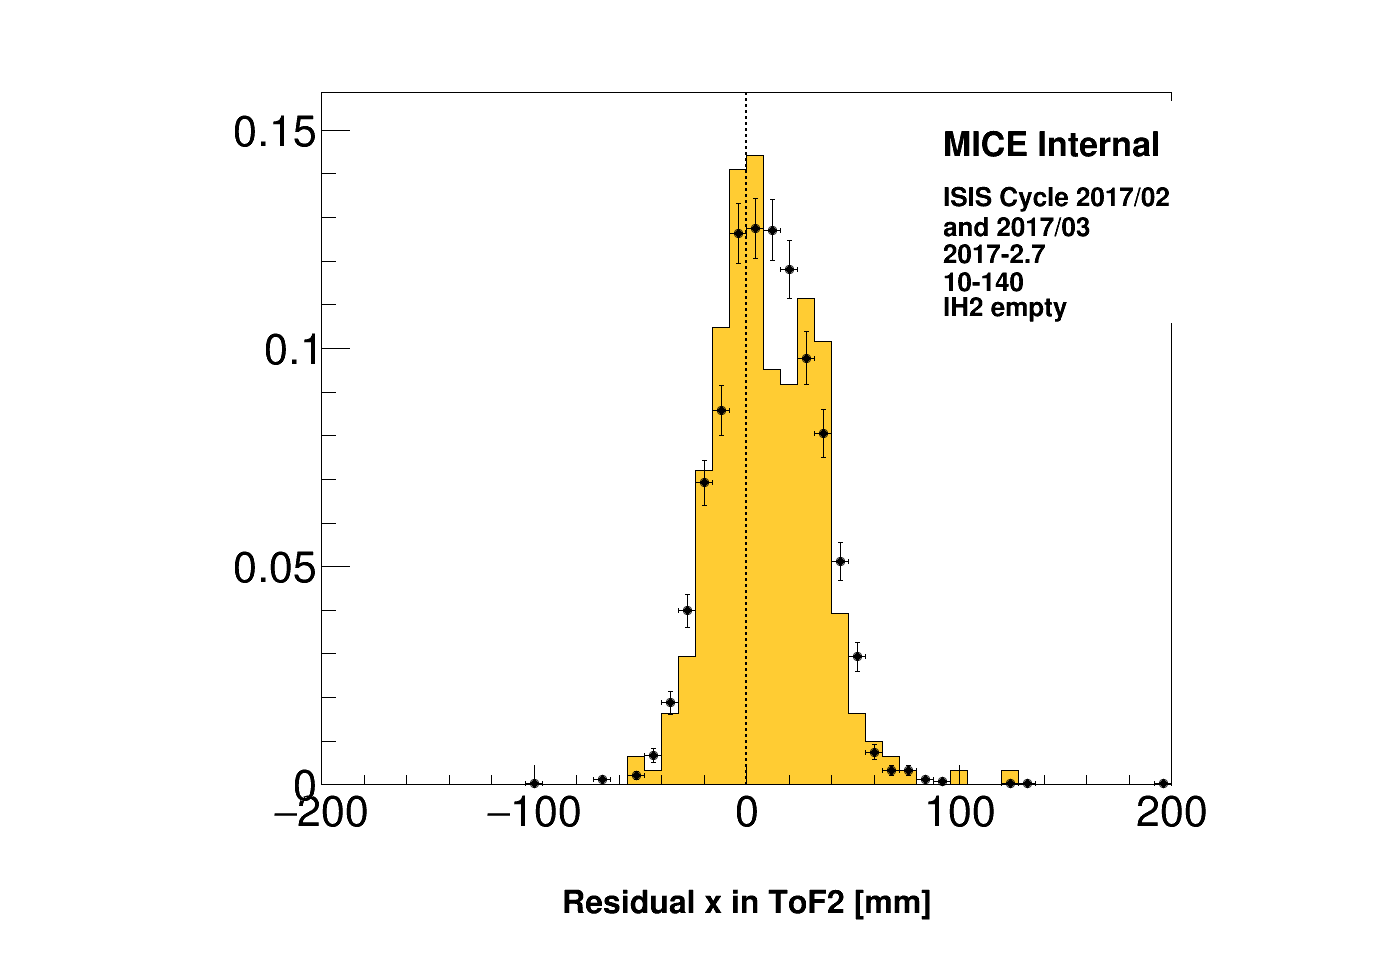 0.15
MICE Internal
ISIS Cycle 2017/02
and 2017/03
2017-2.7
10-140
lH2 empty
0.1
0.05
0
−200 −100 0 100 200
Residual x in ToF2 [mm]